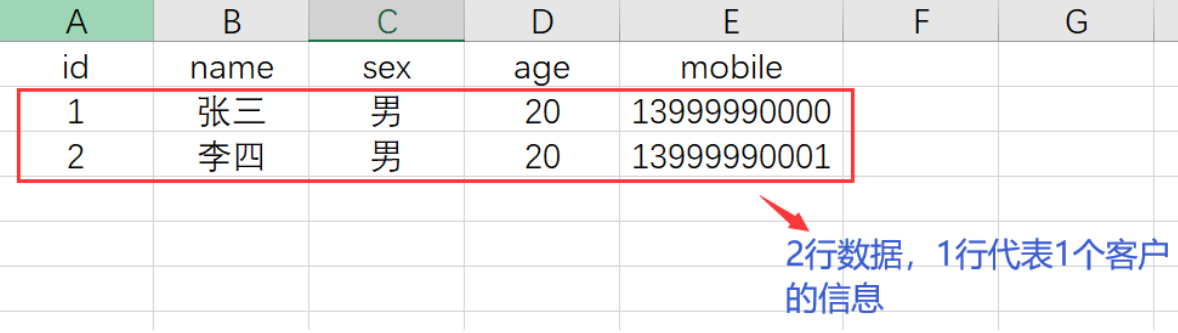 A B C D E F G
id name sex age mobile
1 张三 男 20 13999990000
2 李四 男 20 13999990001
2行数据，1行代表1个客户
的信息